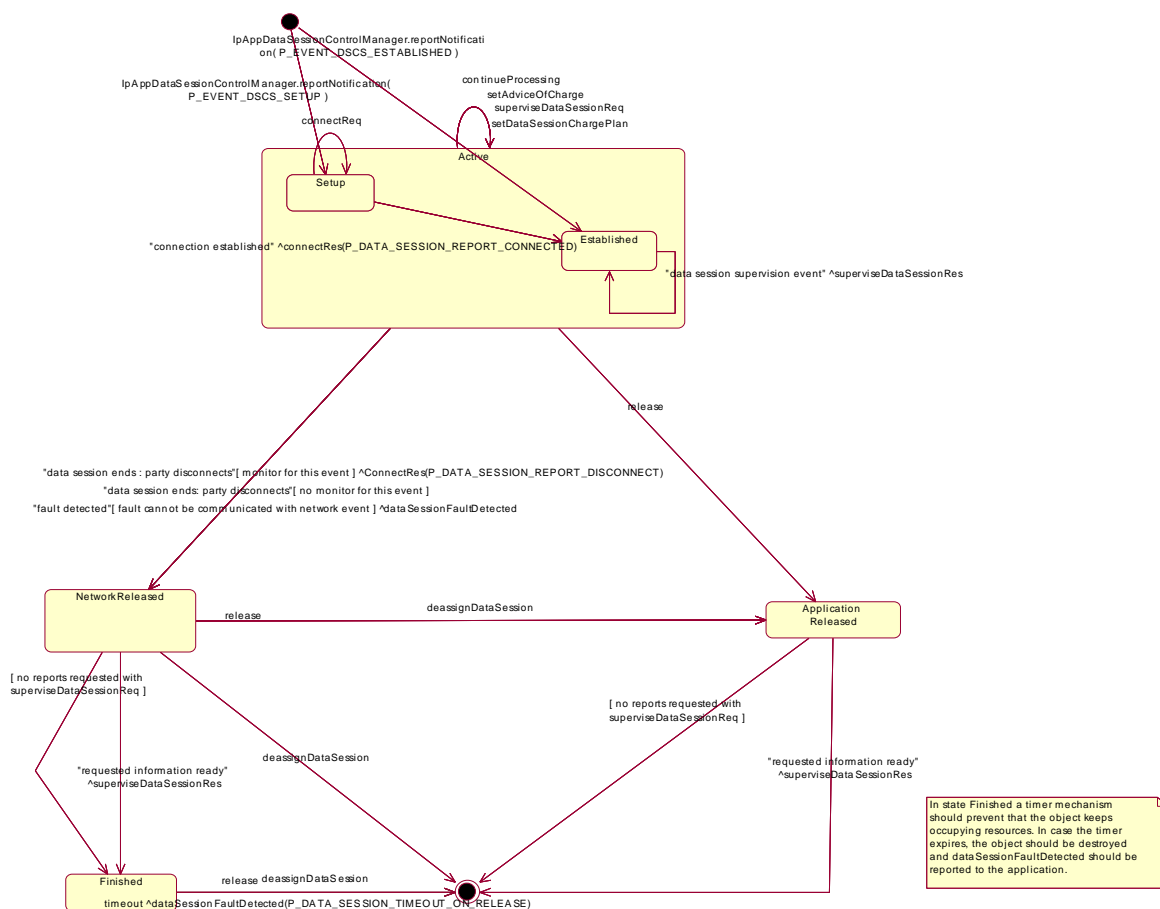 IpAppDataSessionControlManager.reportNotificati
on( P_EVENT_DSCS_ESTABLISHED )
IpAppDataSessionControlManager.reportNotification(
P_EVENT_DSCS_SETUP )
continueProcessing
setAdviceOfCharge
superviseDataSessionReq
setDataSessionChargePlan
connectReq
Active
Setup
Established
"connection established" ^connectRes(P_DATA_SESSION_REPORT_CONNECTED)
"data session supervision event" ^superviseDataSessionRes
release
"data session ends : party disconnects"[ monitor for this event ] ^ConnectRes(P_DATA_SESSION_REPORT_DISCONNECT)
"data session ends: party disconnects"[ no monitor for this event ]
"fault detected"[ fault cannot be communicated with network event ] ^dataSessionFaultDetected
NetworkReleased
Application
Released
release
deassignDataSession
[ no reports requested with
superviseDataSessionReq ]
[ no reports requested with
superviseDataSessionReq ]
deassignDataSession
"requested information ready"
^superviseDataSessionRes
"requested information ready"
^superviseDataSessionRes
In state Finished a timer mechanism
should prevent that the object keeps
occupying resources. In case the timer
expires, the object should be destroyed
and dataSessionFaultDetected should be
reported to the application.
Finished
release
deassignDataSession
timeout ^dataSessionFaultDetected(P_DATA_SESSION_TIMEOUT_ON_RELEASE)